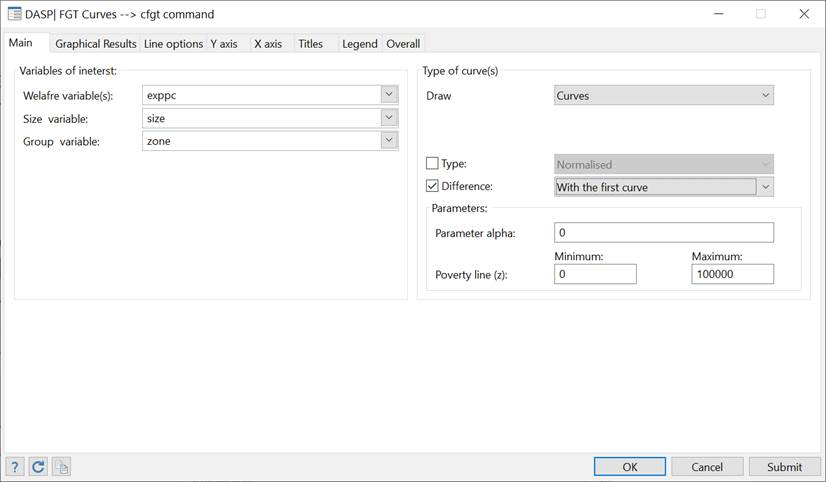 DASP| FGT Curves --> cfgt command
Main Graphical Results Line options Y axis X axis Titles Legend Overall
Variables of ineterst:
Welafre variable(s): exppc
Size variable: size
Group variable: zone
Type of curve(s)
Draw Curves
Type: Normalised
Difference: With the first curve
Parameters:
Parameter alpha: 0
Minimum: Maximum:
Poverty line (z): 0 100000
? OK Cancel Submit